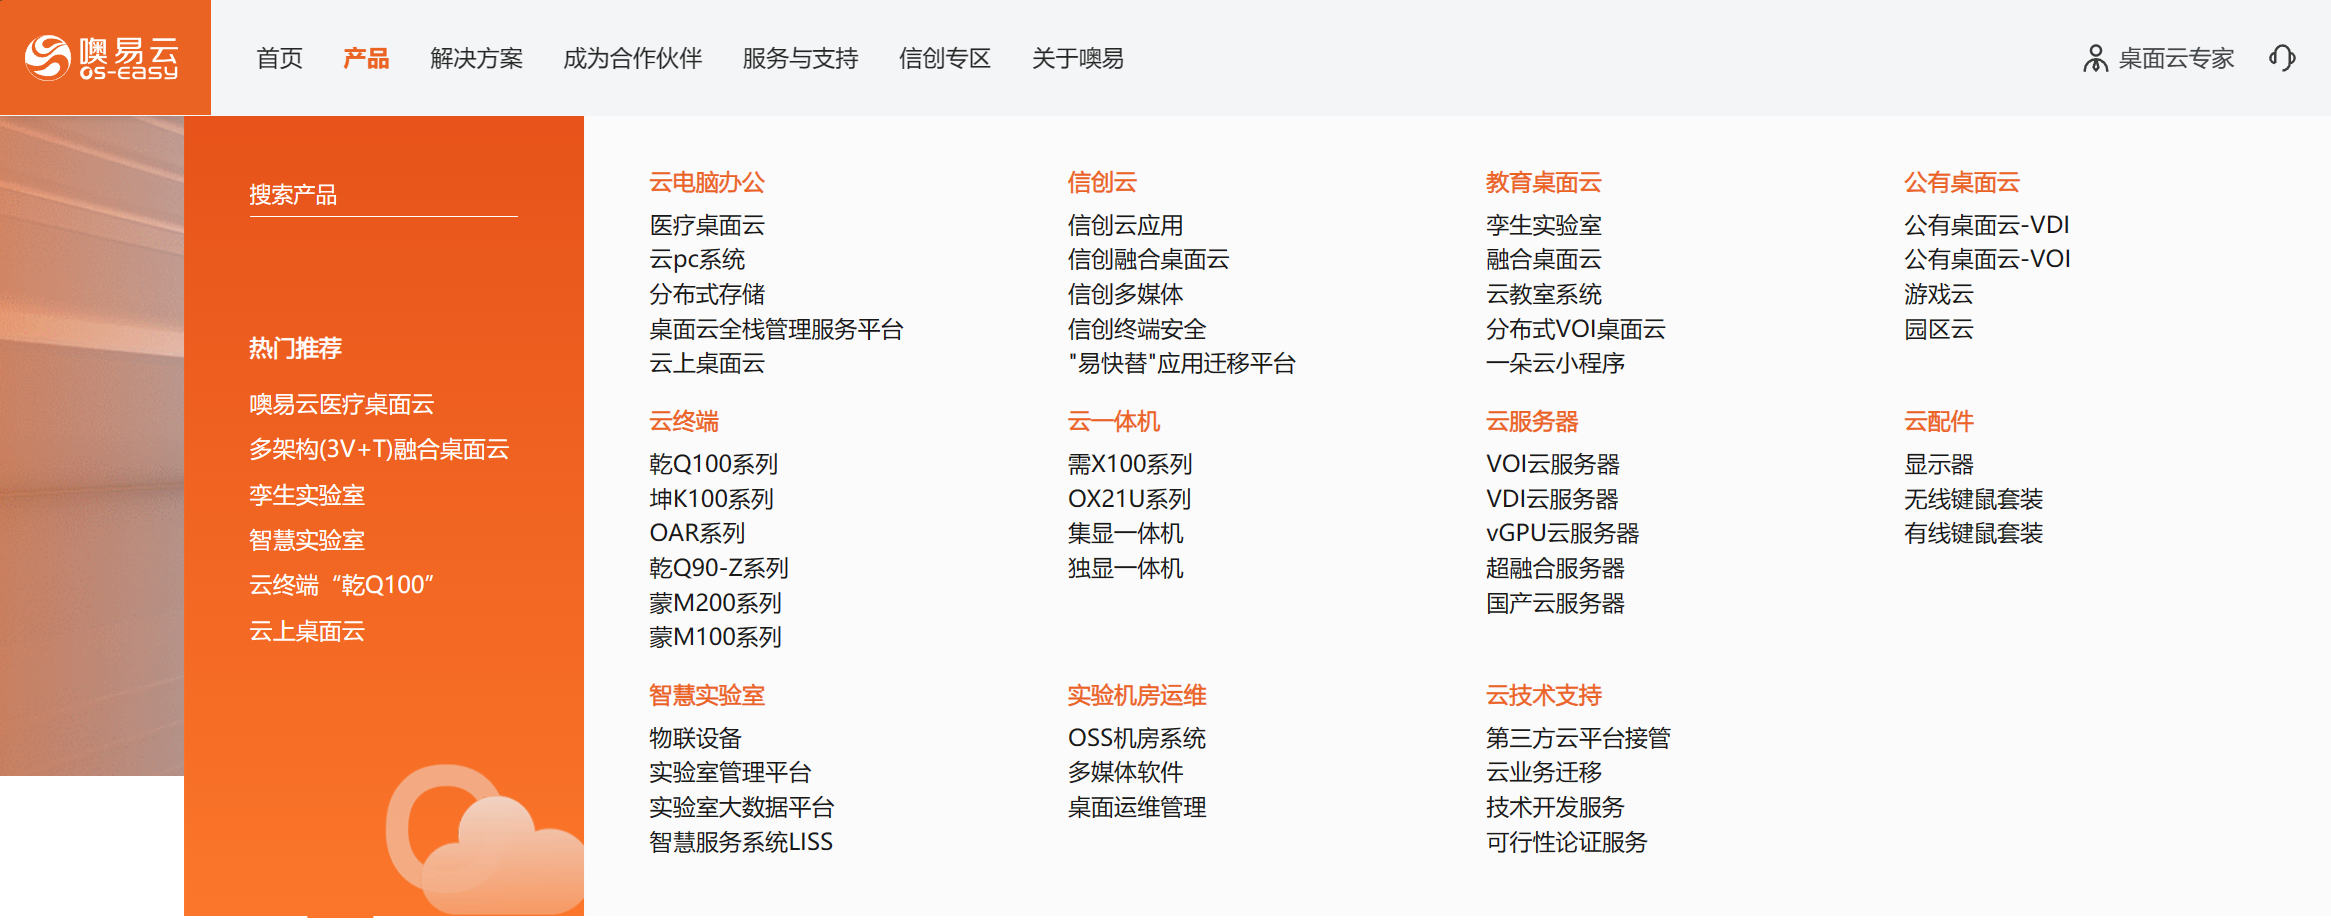 噢易云
os-easy
首页
产品
解决方案
成为合作伙伴
服务与支持
信创专区
关于噢易
桌面云专家
搜索产品
热门推荐
噢易云医疗桌面云
多架构(3V+T)融合桌面云
孪生实验室
智慧实验室
云终端“乾Q100”
云上桌面云
云电脑办公
医疗桌面云
云pc系统
分布式存储
桌面云全栈管理服务平台
云上桌面云
信创云
信创云应用
信创融合桌面云
信创多媒体
信创终端安全
"易快替"应用迁移平台
教育桌面云
孪生实验室
融合桌面云
云教室系统
分布式VOI桌面云
一朵云小程序
公有桌面云
公有桌面云-VDI
公有桌面云-VOI
游戏云
园区云
云终端
乾Q100系列
坤K100系列
OAR系列
乾Q90-Z系列
蒙M200系列
蒙M100系列
云一体机
需X100系列
OX21U系列
集显一体机
独显一体机
云服务器
VOI云服务器
VDI云服务器
vGPU云服务器
超融合服务器
国产云服务器
云配件
显示器
无线键鼠套装
有线键鼠套装
智慧实验室
物联设备
实验室管理平台
实验室大数据平台
智慧服务系统LISS
实验机房运维
OSS机房系统
多媒体软件
桌面运维管理
云技术支持
第三方云平台接管
云业务迁移
技术开发服务
可行性论证服务